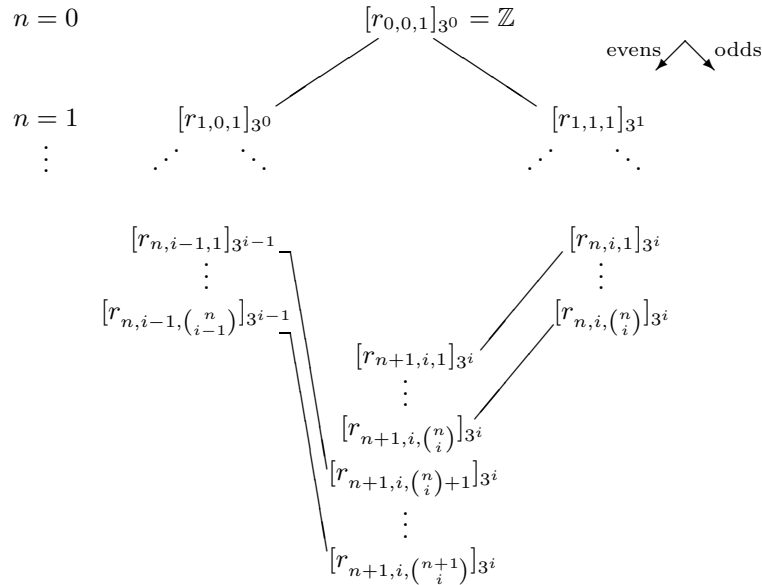 n = 0 [r_{0,0,1}]_{3^0} = ℤ
evens odds
n = 1 [r_{1,0,1}]_{3^0} [r_{1,1,1}]_{3^1}
⋮ ⋰ ⋱ ⋰ ⋱
[r_{n,i−1,1}]_{3^{i−1}} [r_{n,i,1}]_{3^i}
⋮ ⋮
[r_{n,i−1,\binom{n}{i−1}}]_{3^{i−1}} [r_{n,i,\binom{n}{i}}]_{3^i}
[r_{n+1,i,1}]_{3^i}
⋮
[r_{n+1,i,\binom{n}{i}}]_{3^i}
[r_{n+1,i,\binom{n}{i}+1}]_{3^i}
⋮
[r_{n+1,i,\binom{n+1}{i}}]_{3^i}